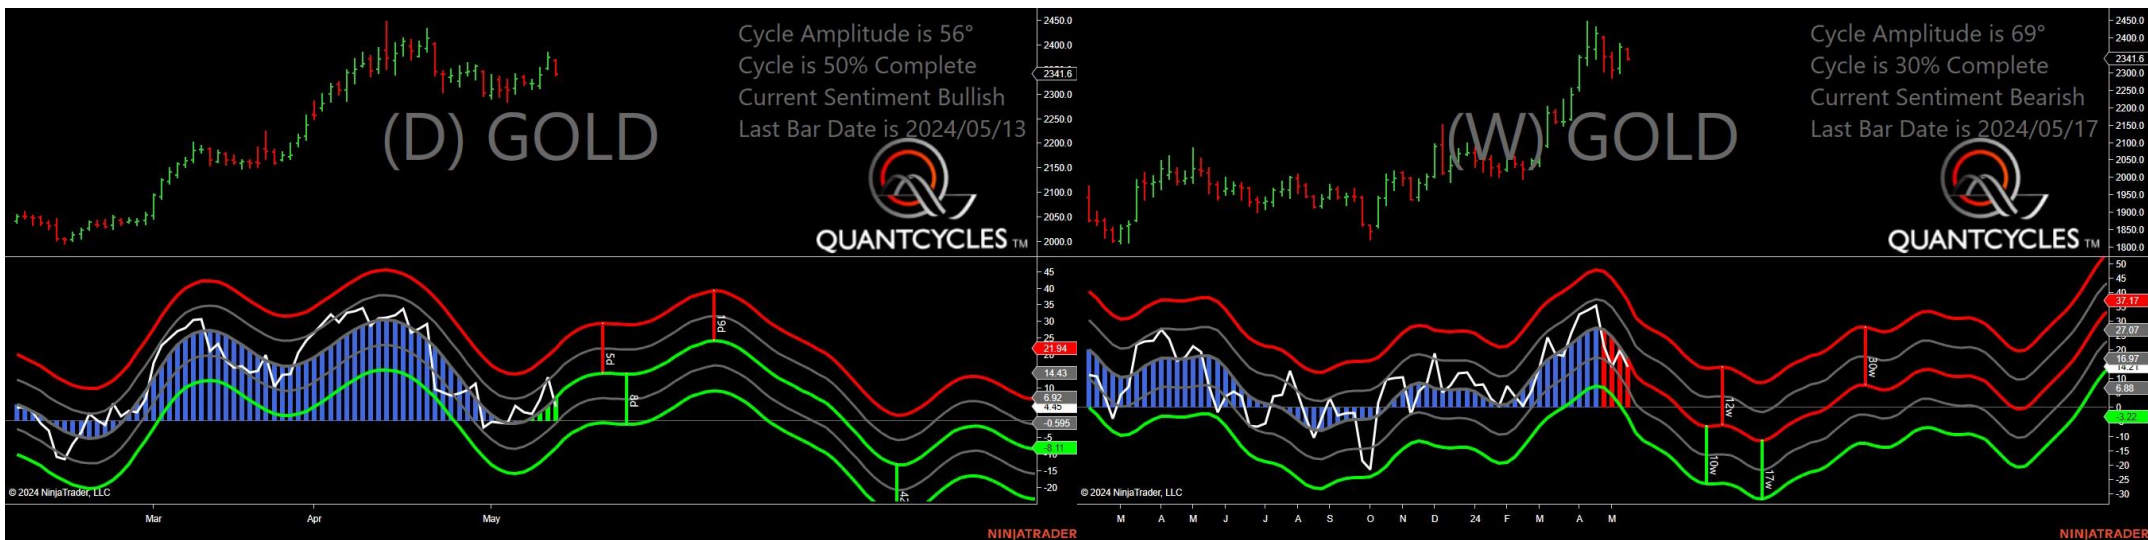 Cycle Amplitude is 56°
Cycle is 50% Complete
Current Sentiment Bullish
Last Bar Date is 2024/05/13
(D) GOLD
QUANTCYCLES TM
2450.0
2400.0
2341.6
2300.0
2250.0
2200.0
2150.0
2100.0
2050.0
2000.0
45
40
35
30
25
21.94
14.43
10
6.92
4.45
-0.595
-5
-8.11
-15
-20
5d
8d
19d
© 2024 NinjaTrader, LLC
Mar
Apr
May
NINJATRADER
Cycle Amplitude is 69°
Cycle is 30% Complete
Current Sentiment Bearish
Last Bar Date is 2024/05/17
(W) GOLD
QUANTCYCLES TM
2450.0
2400.0
2341.6
2300.0
2250.0
2200.0
2150.0
2100.0
2050.0
2000.0
1950.0
1900.0
1850.0
1800.0
50
40
37.17
30
27.07
20
16.97
14.21
10
6.88
0
-3.22
-10
-15
-20
-25
-30
12w
10w
17w
80w
© 2024 NinjaTrader, LLC
M A M J J A S O N D 24 F M A M
NINJATRADER